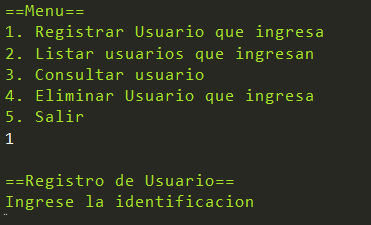 ==Menu==
1. Registrar Usuario que ingresa
2. Listar usuarios que ingresan
3. Consultar usuario
4. Eliminar Usuario que ingresa
5. Salir
1
==Registro de Usuario==
Ingrese la identificacion